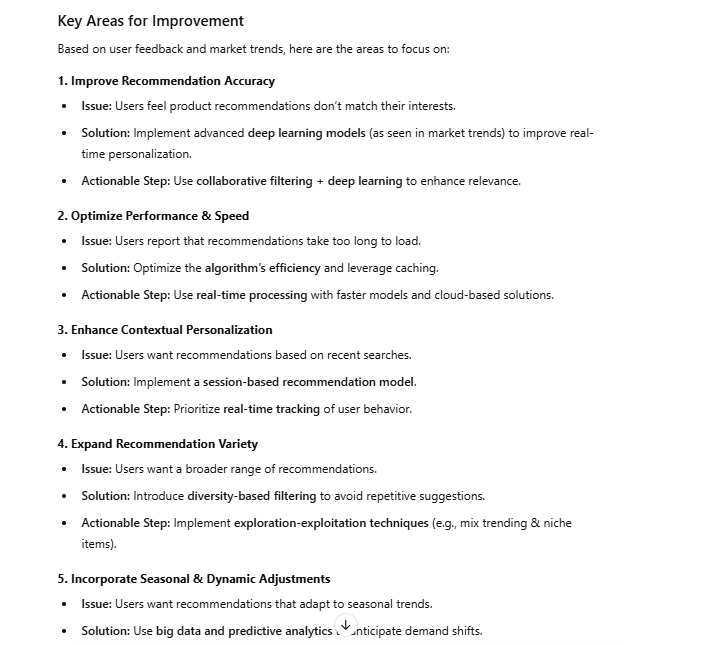 Key Areas for Improvement
Based on user feedback and market trends, here are the areas to focus on:
1. Improve Recommendation Accuracy
• Issue: Users feel product recommendations don't match their interests.
• Solution: Implement advanced deep learning models (as seen in market trends) to improve real-
time personalization.
• Actionable Step: Use collaborative filtering + deep learning to enhance relevance.
2. Optimize Performance & Speed
• Issue: Users report that recommendations take too long to load.
• Solution: Optimize the algorithm's efficiency and leverage caching.
• Actionable Step: Use real-time processing with faster models and cloud-based solutions.
3. Enhance Contextual Personalization
• Issue: Users want recommendations based on recent searches.
• Solution: Implement a session-based recommendation model.
• Actionable Step: Prioritize real-time tracking of user behavior.
4. Expand Recommendation Variety
• Issue: Users want a broader range of recommendations.
• Solution: Introduce diversity-based filtering to avoid repetitive suggestions.
• Actionable Step: Implement exploration-exploitation techniques (e.g., mix trending & niche
items).
5. Incorporate Seasonal & Dynamic Adjustments
• Issue: Users want recommendations that adapt to seasonal trends.
• Solution: Use big data and predictive analytics nticipate demand shifts.